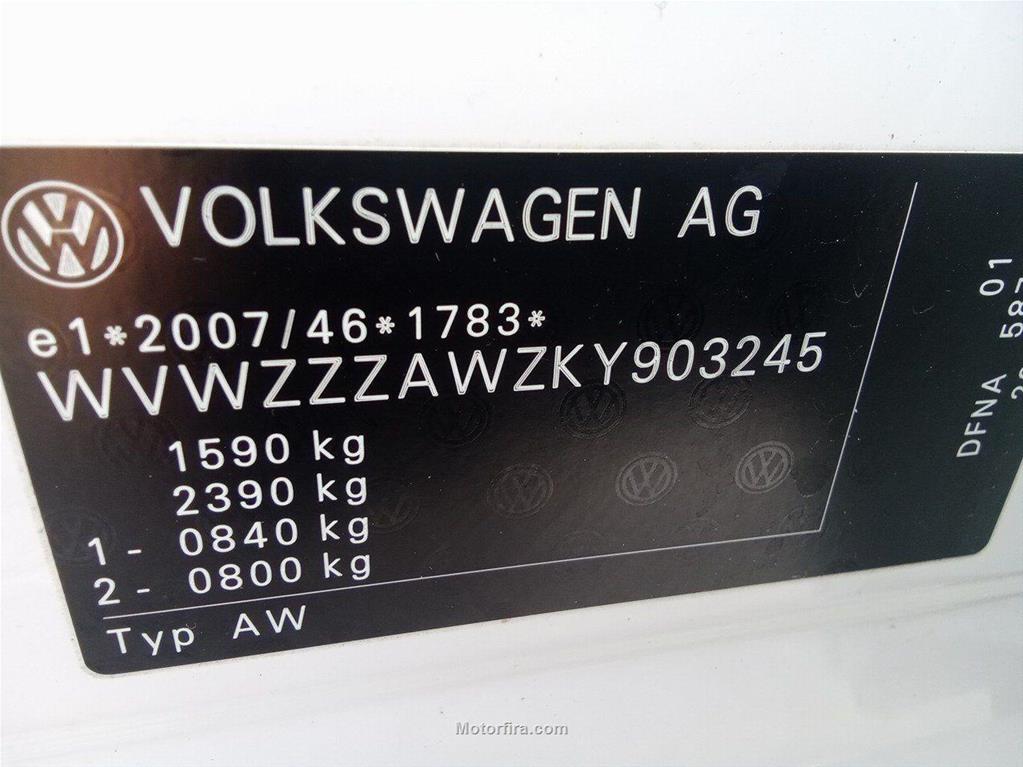 VOLKSWAGEN AG
e1*2007/46*1783*
WVWZZZAWZKY903245
1590 kg
2390 kg
1- 0840 kg
2- 0800 kg
Typ AW
DFNA 01
Motorfira.com